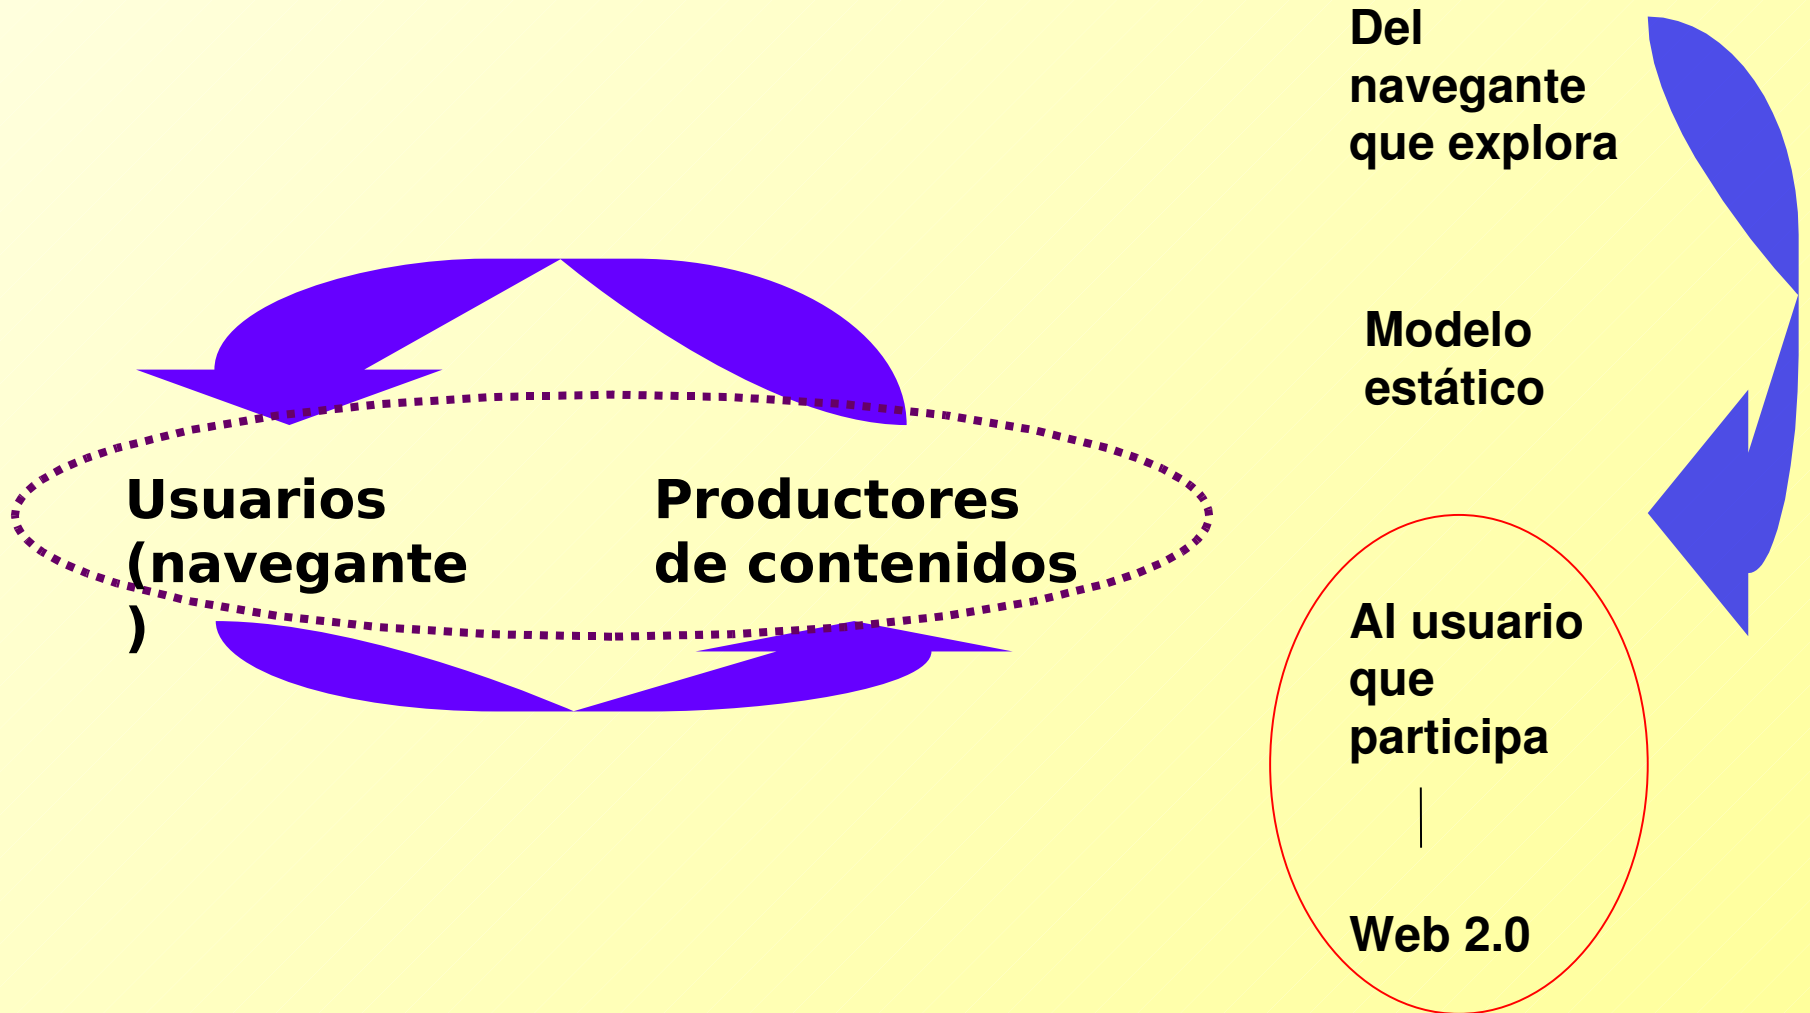 Del
navegante
que explora
Modelo
estático
Usuarios
(navegante
)
Productores
de contenidos
Al usuario
que
participa
Web 2.0